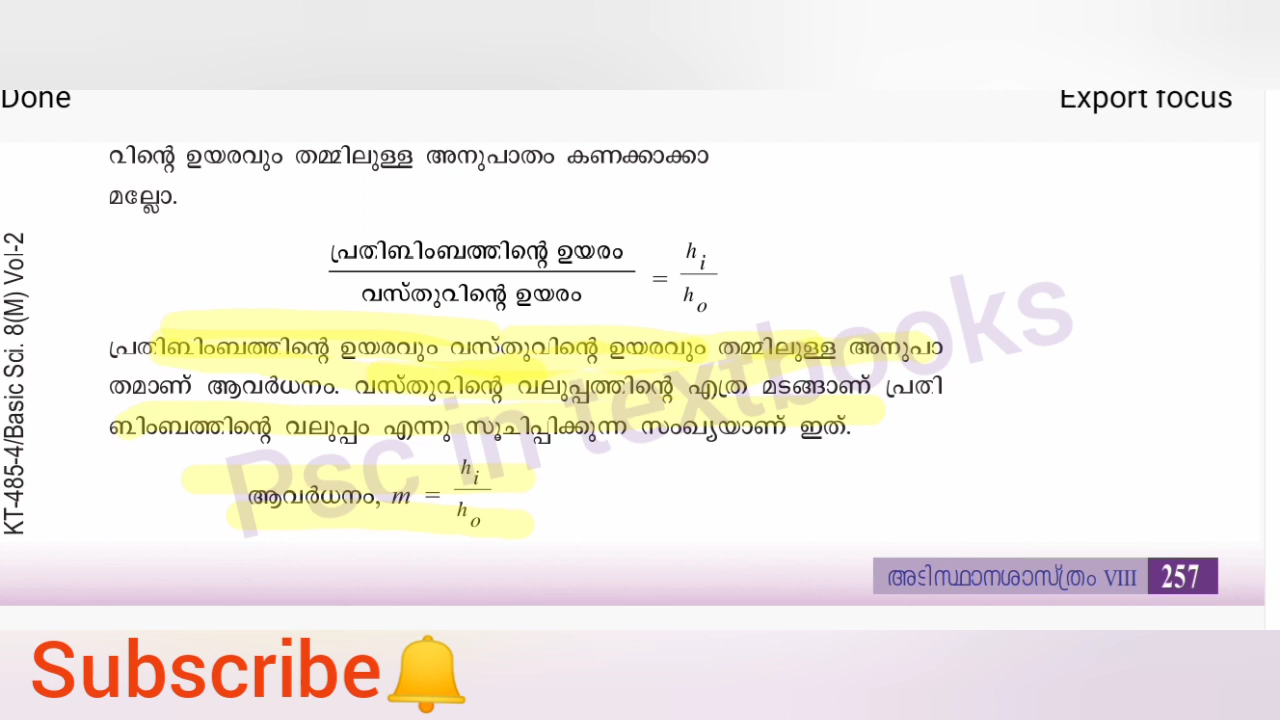 Done
Export focus
വിന്റെ ഉയരവും തമ്മിലുള്ള അനുപാതം കണക്കാക്കാ
മല്ലോ.
പ്രതിബിംബത്തിന്റെ ഉയരം
വസ്തുവിന്റെ ഉയരം
= h_i / h_o
പ്രതിബിംബത്തിന്റെ ഉയരവും വസ്തുവിന്റെ ഉയരവും തമ്മിലുള്ള അനുപാ
തമാണ് ആവർധനം. വസ്തുവിന്റെ വലുപ്പത്തിന്റെ എത്ര മടങ്ങാണ് പ്രതി
ബിംബത്തിന്റെ വലുപ്പം എന്നു സൂചിപ്പിക്കുന്ന സംഖ്യയാണ് ഇത്.
ആവർധനം, m = h_i / h_o
KT-485-4/Basic Sci. 8(M) Vol-2
Psc in textbooks
അടിസ്ഥാനശാസ്ത്രം VIII 257
Subscribe